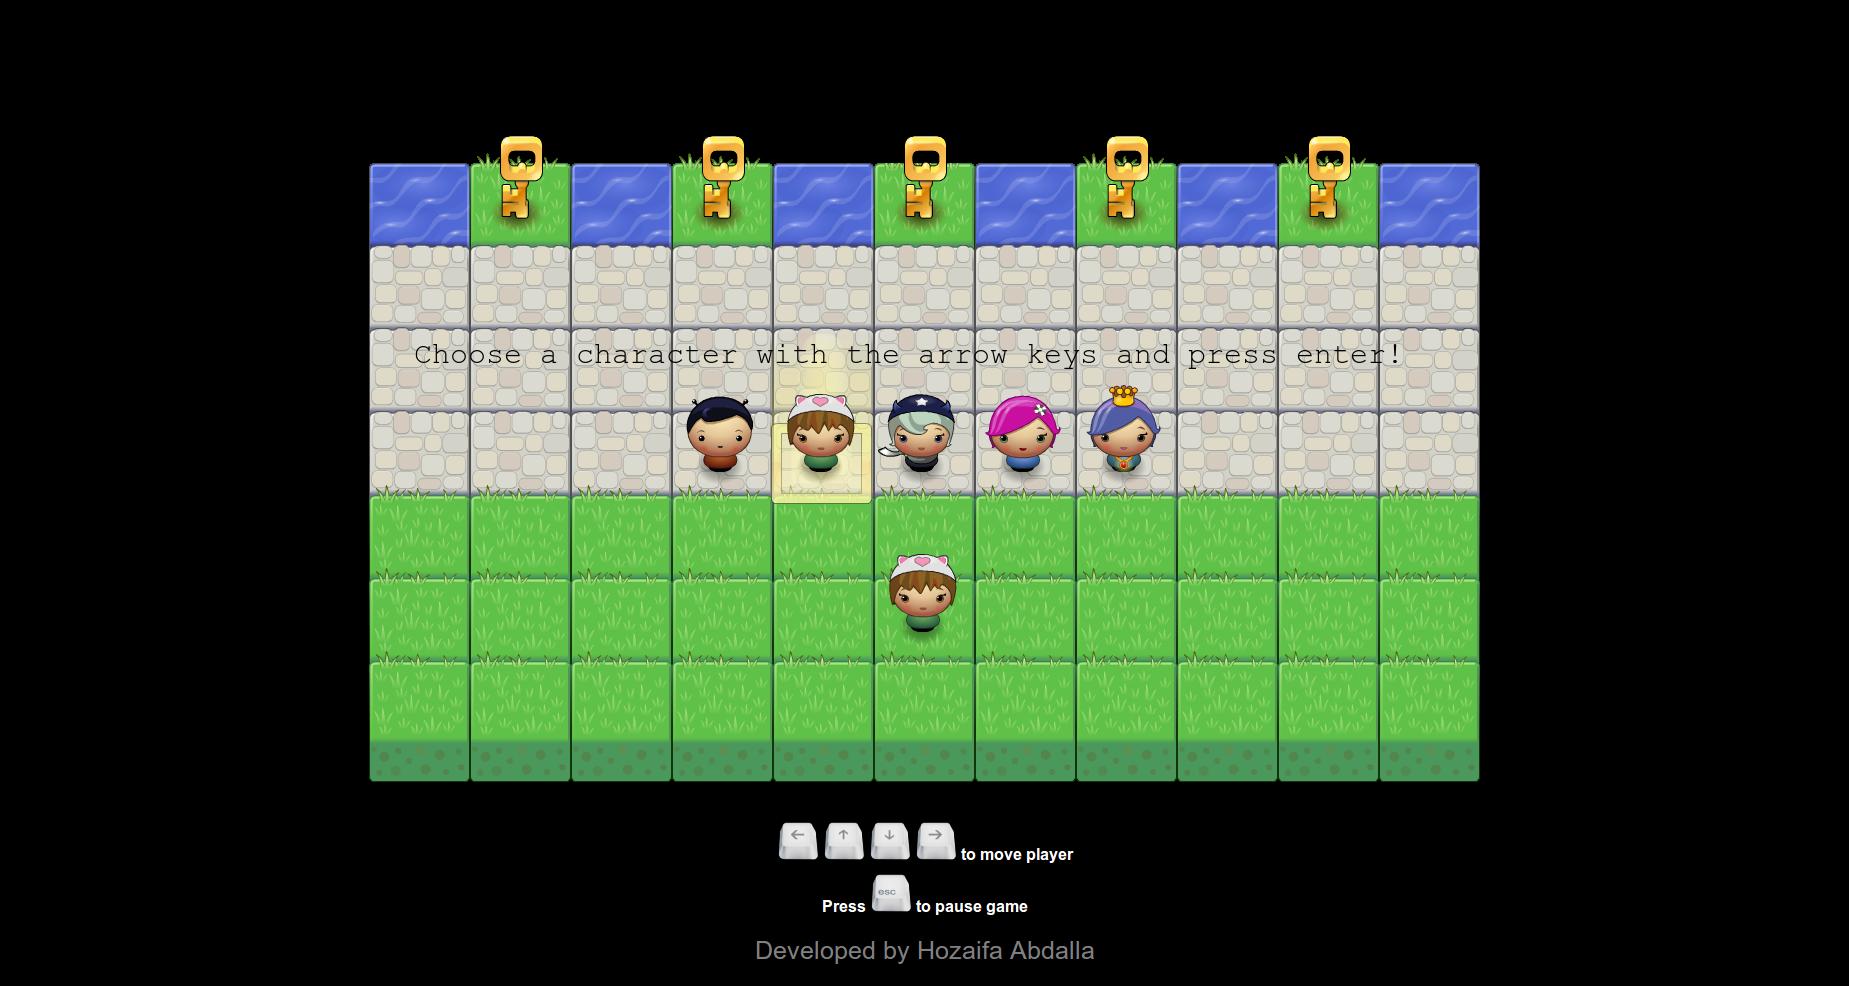 Choose a character with the arrow keys and press enter!
← ↑ ↓ → to move player
Press esc to pause game
Developed by Hozaifa Abdalla